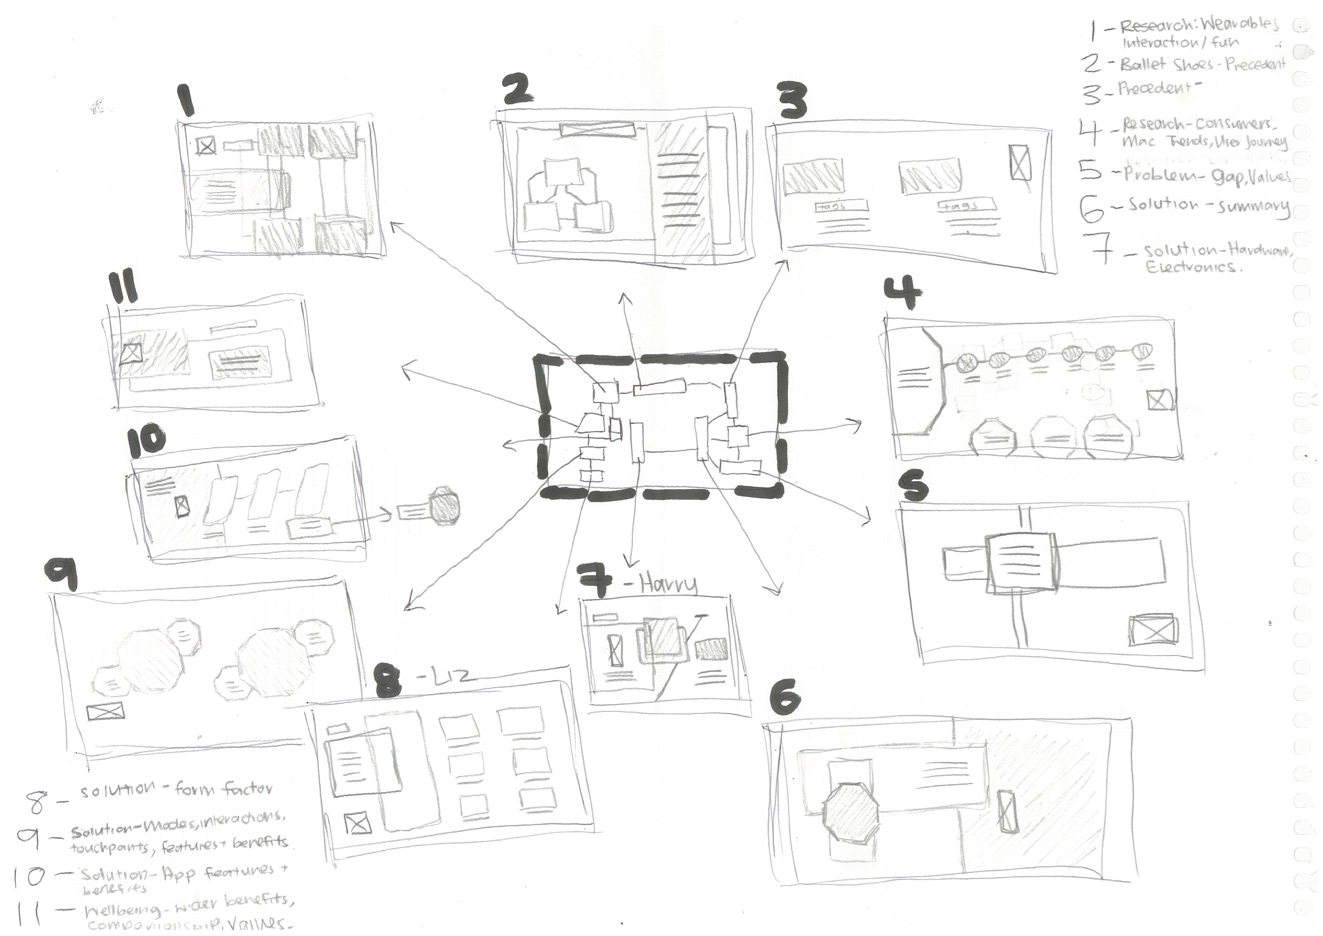 1 - Research: Wearables
Interaction / fun
2 - Ballet Shoes - Precedent
3 - Precedent -
4 - Research - Consumers,
Mac Trends, User Journey
5 - Problem - gap, Values
6 - Solution - summary
7 - Solution - Hardware,
Electronics.
1
2
3
tags
tags
11
4
10
5
9
7 - Harry
8 - Liz
6
8 - Solution - form factor
9 - Solution - Modes, interactions,
touchpoints, features + benefits.
10 - Solution - App features +
benefits
11 - Wellbeing - wider benefits,
companionship, Values.